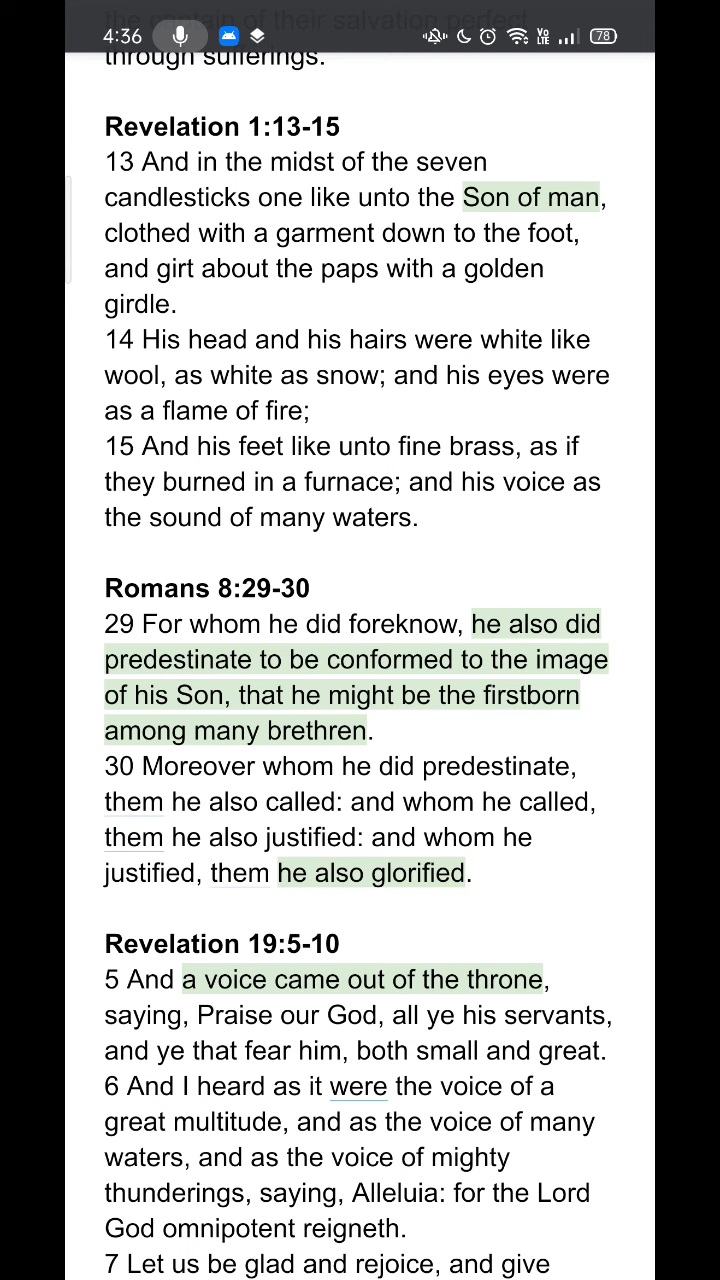 the captain of their salvation perfect
4:36
Vo
LTE
78
through sufferings.
Revelation 1:13-15
13 And in the midst of the seven
candlesticks one like unto the Son of man,
clothed with a garment down to the foot,
and girt about the paps with a golden
girdle.
14 His head and his hairs were white like
wool, as white as snow; and his eyes were
as a flame of fire;
15 And his feet like unto fine brass, as if
they burned in a furnace; and his voice as
the sound of many waters.
Romans 8:29-30
29 For whom he did foreknow, he also did
predestinate to be conformed to the image
of his Son, that he might be the firstborn
among many brethren.
30 Moreover whom he did predestinate,
them he also called: and whom he called,
them he also justified: and whom he
justified, them he also glorified.
Revelation 19:5-10
5 And a voice came out of the throne,
saying, Praise our God, all ye his servants,
and ye that fear him, both small and great.
6 And I heard as it were the voice of a
great multitude, and as the voice of many
waters, and as the voice of mighty
thunderings, saying, Alleluia: for the Lord
God omnipotent reigneth.
7 Let us be glad and rejoice, and give